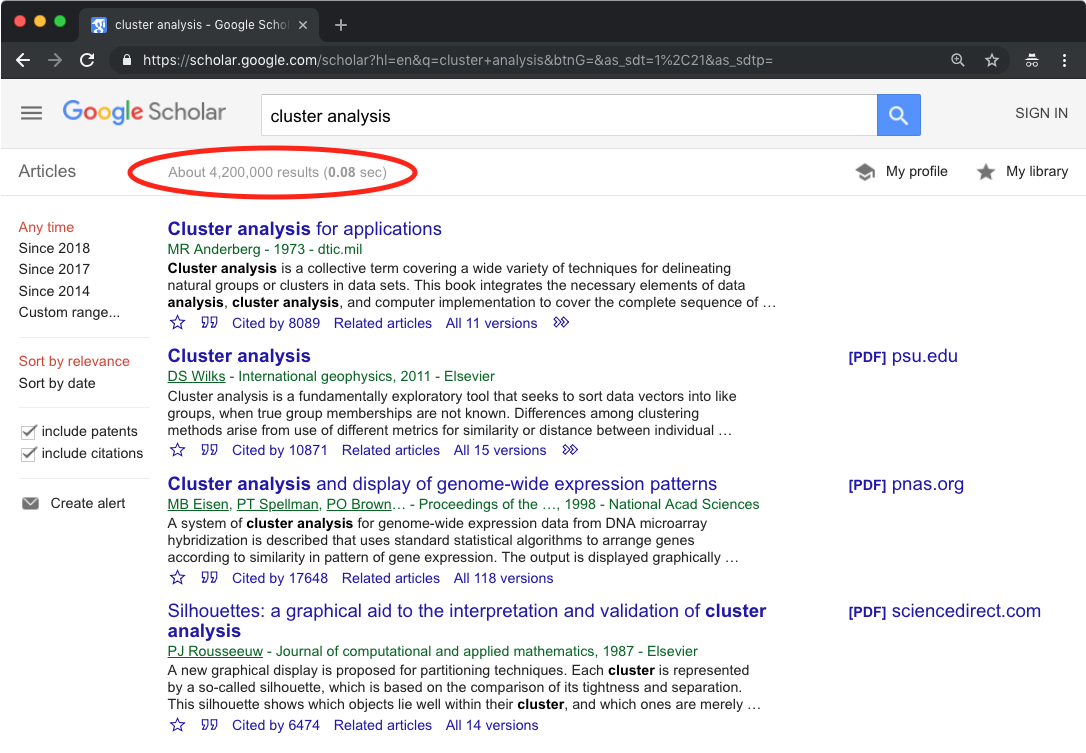 cluster analysis - Google Schol
https://scholar.google.com/scholar?hl=en&q=cluster+analysis&btnG=&as_sdt=1%2C21&as_sdtp=
Google Scholar
cluster analysis
SIGN IN
Articles
About 4,200,000 results (0.08 sec)
My profile
My library
Any time
Since 2018
Since 2017
Since 2014
Custom range...
Sort by relevance
Sort by date
include patents
include citations
Create alert
Cluster analysis for applications
MR Anderberg - 1973 - dtic.mil
Cluster analysis is a collective term covering a wide variety of techniques for delineating
natural groups or clusters in data sets. This book integrates the necessary elements of data
analysis, cluster analysis, and computer implementation to cover the complete sequence of …
Cited by 8089 Related articles All 11 versions
Cluster analysis
[PDF] psu.edu
DS Wilks - International geophysics, 2011 - Elsevier
Cluster analysis is a fundamentally exploratory tool that seeks to sort data vectors into like
groups, when true group memberships are not known. Differences among clustering
methods arise from use of different metrics for similarity or distance between individual …
Cited by 10871 Related articles All 15 versions
Cluster analysis and display of genome-wide expression patterns
[PDF] pnas.org
MB Eisen, PT Spellman, PO Brown… - Proceedings of the …, 1998 - National Acad Sciences
A system of cluster analysis for genome-wide expression data from DNA microarray
hybridization is described that uses standard statistical algorithms to arrange genes
according to similarity in pattern of gene expression. The output is displayed graphically …
Cited by 17648 Related articles All 118 versions
Silhouettes: a graphical aid to the interpretation and validation of cluster
analysis
[PDF] sciencedirect.com
PJ Rousseeuw - Journal of computational and applied mathematics, 1987 - Elsevier
A new graphical display is proposed for partitioning techniques. Each cluster is represented
by a so-called silhouette, which is based on the comparison of its tightness and separation.
This silhouette shows which objects lie well within their cluster, and which ones are merely …
Cited by 6474 Related articles All 14 versions